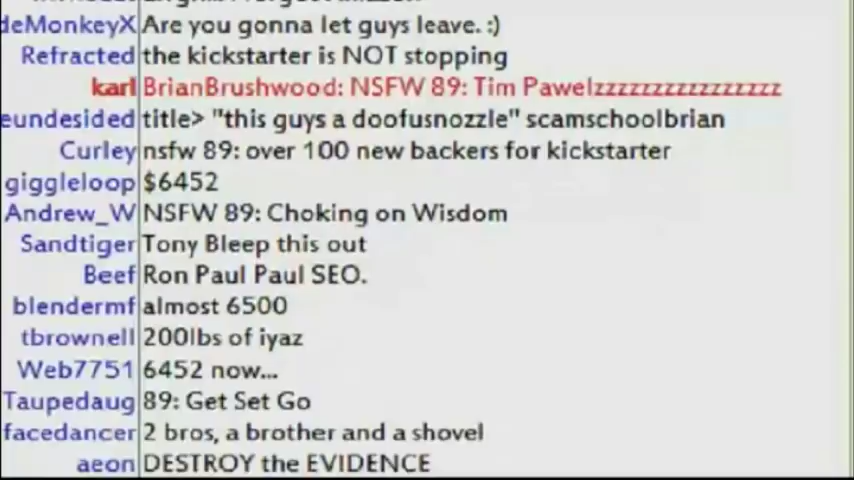 deMonkeyX Are you gonna let guys leave. :)
Refracted the kickstarter is NOT stopping
karl BrianBrushwood: NSFW 89: Tim Pawelzzzzzzzzzzzzzzzz
eundesided title> "this guys a doofusnozzle" scamschoolbrian
Curley nsfw 89: over 100 new backers for kickstarter
giggleloop $6452
Andrew_W NSFW 89: Choking on Wisdom
Sandtiger Tony Bleep this out
Beef Ron Paul Paul SEO.
blendermf almost 6500
tbrownell 200lbs of iyaz
Web7751 6452 now...
Taupedaug 89: Get Set Go
facedancer 2 bros, a brother and a shovel
aeon DESTROY the EVIDENCE